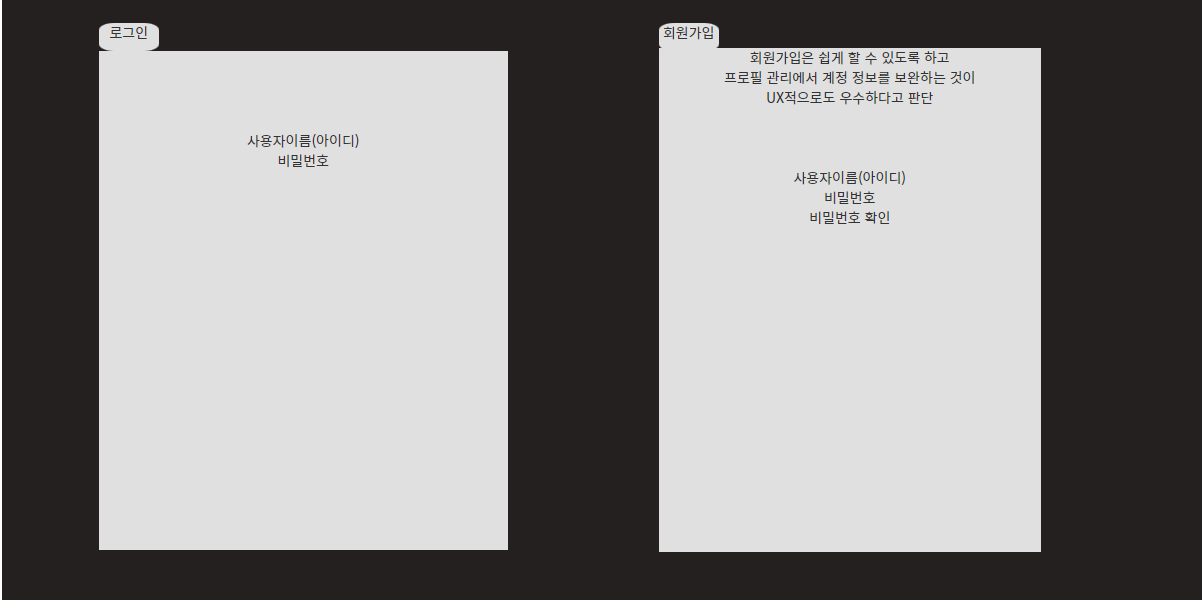 로그인
사용자이름(아이디)
비밀번호
회원가입
회원가입은 쉽게 할 수 있도록 하고
프로필 관리에서 계정 정보를 보완하는 것이
UX적으로도 우수하다고 판단
사용자이름(아이디)
비밀번호
비밀번호 확인